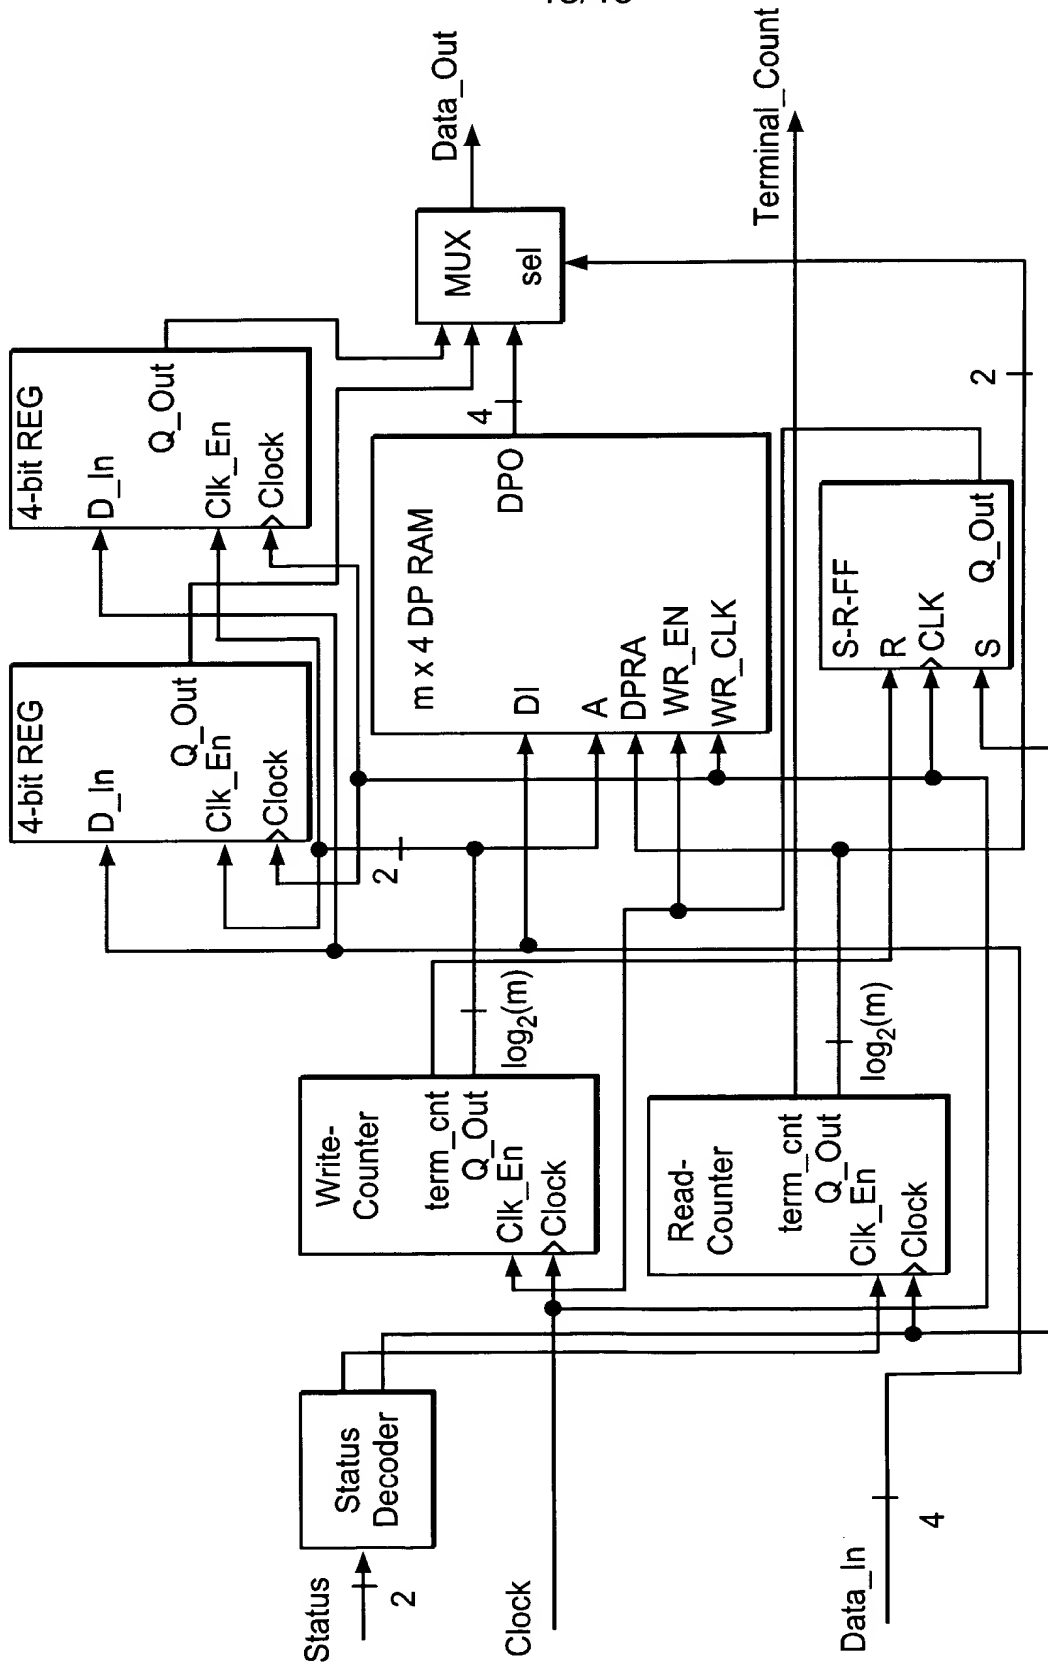 4-bit REG
D_In
Q_Out
Clk_En
Clock
4-bit REG
D_In
Q_Out
Clk_En
Clock
2
Status
2
Status
Decoder
Write-
Counter
term_cnt
Q_Out
Clk_En
Clock
log2(m)
m x 4 DP RAM
DI
DPO
A
DPRA
WR_EN
WR_CLK
4
MUX
sel
Data_Out
Clock
Read-
Counter
term_cnt
Q_Out
Clk_En
Clock
log2(m)
Terminal_Count
S-R-FF
R
CLK
S
Q_Out
2
Data_In
4